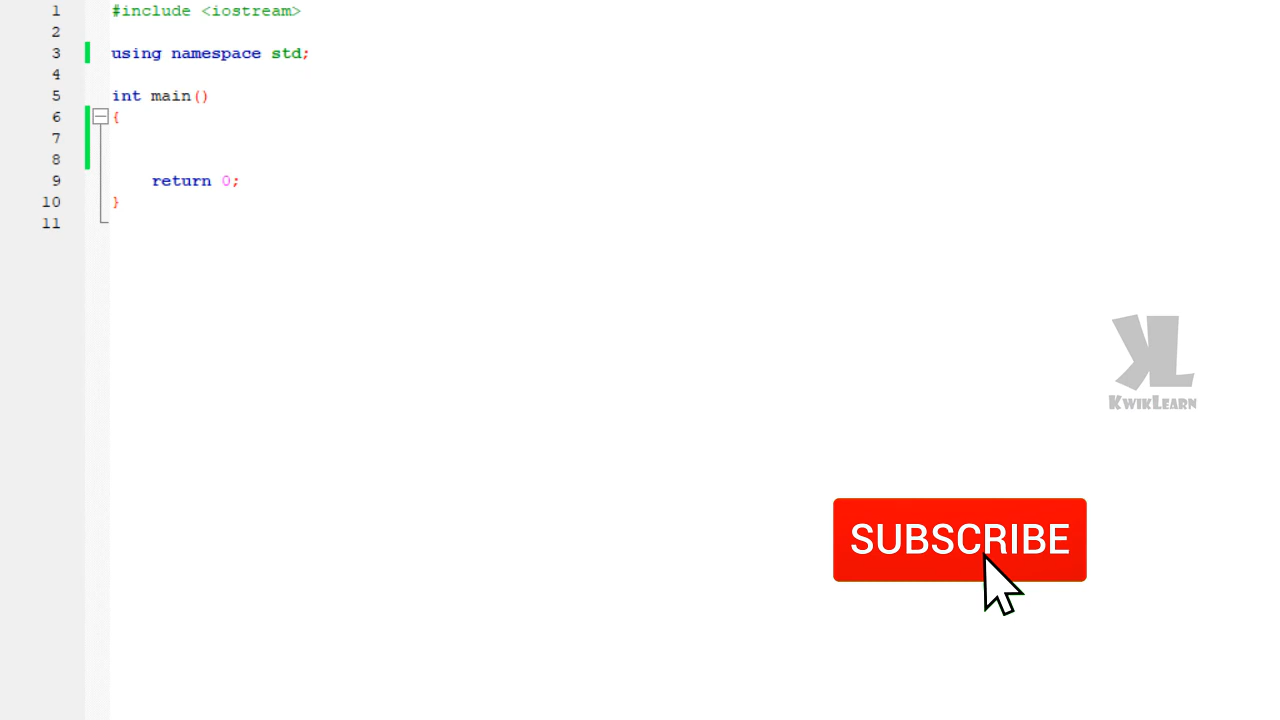 1 #include <iostream>
2
3 using namespace std;
4
5 int main()
6 {
7
8
9 return 0;
10 }
11
KL
KWIKLEARN
SUBSCRIBE